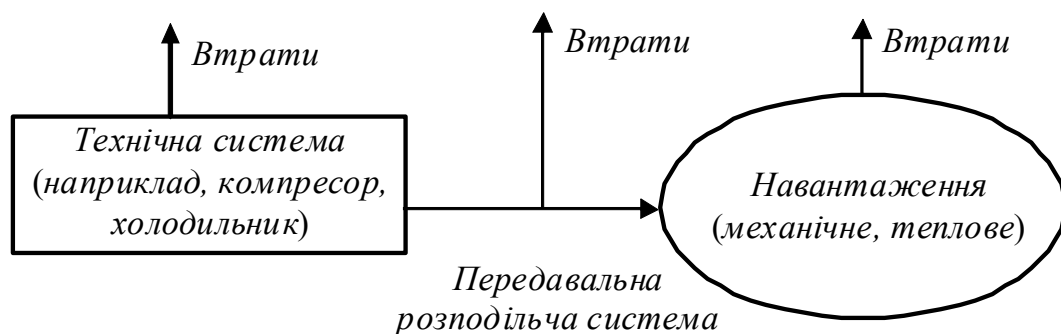 Втрати
Втрати
Втрати
Технічна система
(наприклад, компресор,
холодильник)
Навантаження
(механічне, теплове)
Передавальна
розподільча система